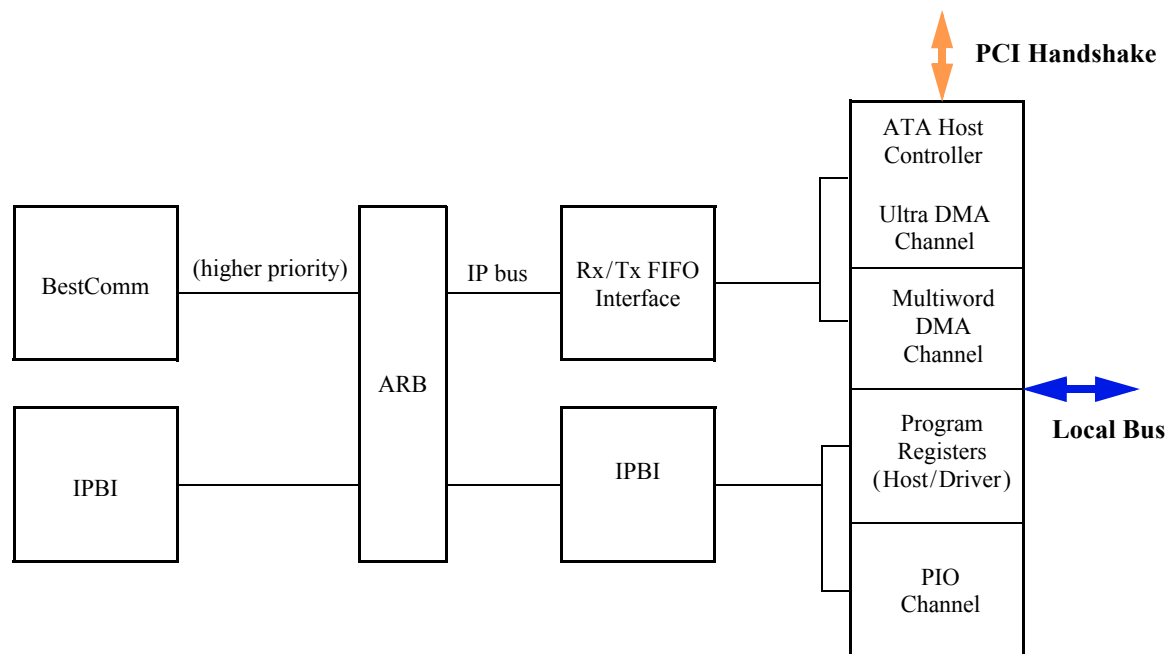 PCI Handshake
ATA Host
Controller
Ultra DMA
Channel
BestComm
(higher priority)
ARB
IP bus
Rx/Tx FIFO
Interface
Multiword
DMA
Channel
Local Bus
IPBI
IPBI
Program
Registers
(Host/Driver)
PIO
Channel